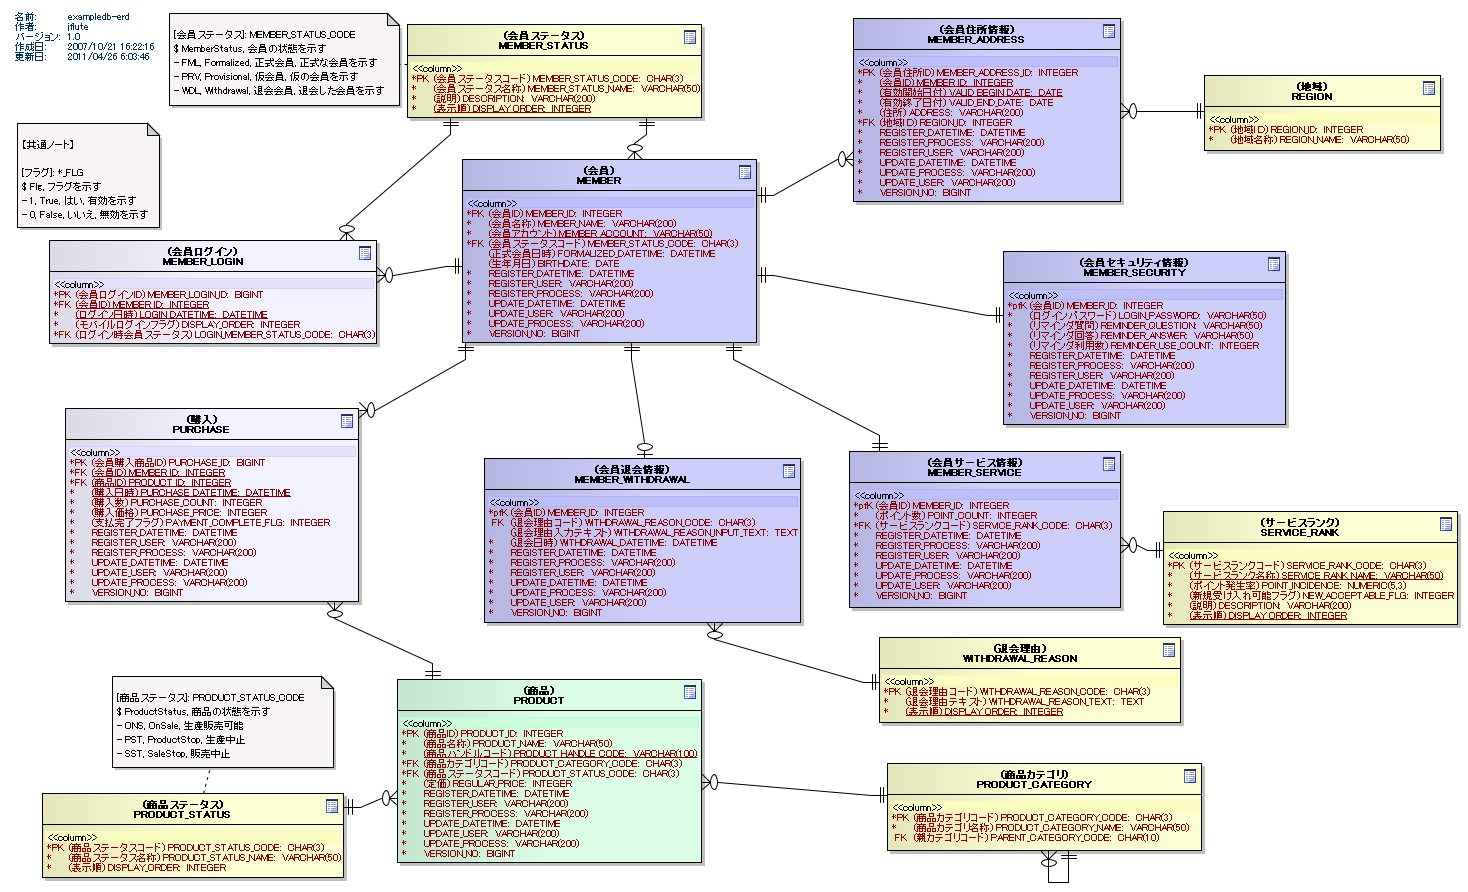 名前: exampledb-erd
作者: jflute
バージョン: 1.0
作成日: 2007/10/21 16:22:16
更新日: 2011/04/26 6:03:46
[会員ステータス]: MEMBER_STATUS_CODE
$ MemberStatus, 会員の状態を示す
- FML, Formalized, 正式会員, 正式な会員を示す
- PRV, Provisional, 仮会員, 仮の会員を示す
- WDL, Withdrawal, 退会会員, 退会した会員を示す
(会員ステータス)
MEMBER_STATUS
<<column>>
*PK (会員ステータスコード) MEMBER_STATUS_CODE: CHAR(3)
* (会員ステータス名称) MEMBER_STATUS_NAME: VARCHAR(50)
* (説明) DESCRIPTION: VARCHAR(200)
* (表示順) DISPLAY_ORDER: INTEGER
(会員住所情報)
MEMBER_ADDRESS
<<column>>
*PK (会員住所ID) MEMBER_ADDRESS_ID: INTEGER
* (会員ID) MEMBER_ID: INTEGER
* (有効開始日付) VALID_BEGIN_DATE: DATE
* (有効終了日付) VALID_END_DATE: DATE
* (住所) ADDRESS: VARCHAR(200)
*FK (地域ID) REGION_ID: INTEGER
* REGISTER_DATETIME: DATETIME
* REGISTER_PROCESS: VARCHAR(200)
* REGISTER_USER: VARCHAR(200)
* UPDATE_DATETIME: DATETIME
* UPDATE_PROCESS: VARCHAR(200)
* UPDATE_USER: VARCHAR(200)
* VERSION_NO: BIGINT
(地域)
REGION
<<column>>
*PK (地域ID) REGION_ID: INTEGER
* (地域名称) REGION_NAME: VARCHAR(50)
[共通ノート]
[フラグ]: *_FLG
$ Flg, フラグを示す
- 1, True, はい, 有効を示す
- 0, False, いいえ, 無効を示す
(会員)
MEMBER
<<column>>
*PK (会員ID) MEMBER_ID: INTEGER
* (会員名称) MEMBER_NAME: VARCHAR(200)
* (会員アカウント) MEMBER_ACCOUNT: VARCHAR(50)
*FK (会員ステータスコード) MEMBER_STATUS_CODE: CHAR(3)
(正式会員日時) FORMALIZED_DATETIME: DATETIME
(生年月日) BIRTHDATE: DATE
* REGISTER_DATETIME: DATETIME
* REGISTER_USER: VARCHAR(200)
* REGISTER_PROCESS: VARCHAR(200)
* UPDATE_DATETIME: DATETIME
* UPDATE_USER: VARCHAR(200)
* UPDATE_PROCESS: VARCHAR(200)
* VERSION_NO: BIGINT
(会員ログイン)
MEMBER_LOGIN
<<column>>
*PK (会員ログインID) MEMBER_LOGIN_ID: BIGINT
*FK (会員ID) MEMBER_ID: INTEGER
* (ログイン日時) LOGIN_DATETIME: DATETIME
* (モバイルログインフラグ) DISPLAY_ORDER: INTEGER
*FK (ログイン時会員ステータス) LOGIN_MEMBER_STATUS_CODE: CHAR(3)
(会員セキュリティ情報)
MEMBER_SECURITY
<<column>>
*pfK (会員ID) MEMBER_ID: INTEGER
* (ログインパスワード) LOGIN_PASSWORD: VARCHAR(50)
* (リマインダ質問) REMINDER_QUESTION: VARCHAR(50)
* (リマインダ回答) REMINDER_ANSWER: VARCHAR(50)
* (リマインダ利用数) REMINDER_USE_COUNT: INTEGER
* REGISTER_DATETIME: DATETIME
* REGISTER_PROCESS: VARCHAR(200)
* REGISTER_USER: VARCHAR(200)
* UPDATE_DATETIME: DATETIME
* UPDATE_PROCESS: VARCHAR(200)
* UPDATE_USER: VARCHAR(200)
* VERSION_NO: BIGINT
(購入)
PURCHASE
<<column>>
*PK (会員購入商品ID) PURCHASE_ID: BIGINT
*FK (会員ID) MEMBER_ID: INTEGER
*FK (商品ID) PRODUCT_ID: INTEGER
* (購入日時) PURCHASE_DATETIME: DATETIME
* (購入数) PURCHASE_COUNT: INTEGER
* (購入価格) PURCHASE_PRICE: INTEGER
* (支払完了フラグ) PAYMENT_COMPLETE_FLG: INTEGER
* REGISTER_DATETIME: DATETIME
* REGISTER_USER: VARCHAR(200)
* REGISTER_PROCESS: VARCHAR(200)
* UPDATE_DATETIME: DATETIME
* UPDATE_USER: VARCHAR(200)
* UPDATE_PROCESS: VARCHAR(200)
* VERSION_NO: BIGINT
(会員退会情報)
MEMBER_WITHDRAWAL
<<column>>
*pfK (会員ID) MEMBER_ID: INTEGER
FK (退会理由コード) WITHDRAWAL_REASON_CODE: CHAR(3)
(退会理由入力テキスト) WITHDRAWAL_REASON_INPUT_TEXT: TEXT
* (退会日時) WITHDRAWAL_DATETIME: DATETIME
* REGISTER_DATETIME: DATETIME
* REGISTER_PROCESS: VARCHAR(200)
* REGISTER_USER: VARCHAR(200)
* UPDATE_DATETIME: DATETIME
* UPDATE_PROCESS: VARCHAR(200)
* UPDATE_USER: VARCHAR(200)
* VERSION_NO: BIGINT
(会員サービス情報)
MEMBER_SERVICE
<<column>>
*pfK (会員ID) MEMBER_ID: INTEGER
* (ポイント数) POINT_COUNT: INTEGER
*FK (サービスランクコード) SERVICE_RANK_CODE: CHAR(3)
* REGISTER_DATETIME: DATETIME
* REGISTER_PROCESS: VARCHAR(200)
* REGISTER_USER: VARCHAR(200)
* UPDATE_DATETIME: DATETIME
* UPDATE_PROCESS: VARCHAR(200)
* UPDATE_USER: VARCHAR(200)
* VERSION_NO: BIGINT
(サービスランク)
SERVICE_RANK
<<column>>
*PK (サービスランクコード) SERVICE_RANK_CODE: CHAR(3)
* (サービスランク名称) SERVICE_RANK_NAME: VARCHAR(50)
* (ポイント発生率) POINT_INCIDENCE: NUMERIC(5,3)
* (新規受け入れ可能フラグ) NEW_ACCEPTABLE_FLG: INTEGER
* (説明) DESCRIPTION: VARCHAR(200)
* (表示順) DISPLAY_ORDER: INTEGER
(退会理由)
WITHDRAWAL_REASON
<<column>>
*PK (退会理由コード) WITHDRAWAL_REASON_CODE: CHAR(3)
* (退会理由テキスト) WITHDRAWAL_REASON_TEXT: TEXT
* (表示順) DISPLAY_ORDER: INTEGER
[商品ステータス]: PRODUCT_STATUS_CODE
$ ProductStatus, 商品の状態を示す
- ONS, OnSale, 生産販売可能
- PST, ProductStop, 生産中止
- SST, SaleStop, 販売中止
(商品)
PRODUCT
<<column>>
*PK (商品ID) PRODUCT_ID: INTEGER
* (商品名称) PRODUCT_NAME: VARCHAR(50)
* (商品ハンドルコード) PRODUCT_HANDLE_CODE: VARCHAR(100)
*FK (商品カテゴリコード) PRODUCT_CATEGORY_CODE: CHAR(3)
*FK (商品ステータスコード) PRODUCT_STATUS_CODE: CHAR(3)
* (定価) REGULAR_PRICE: INTEGER
* REGISTER_DATETIME: DATETIME
* REGISTER_USER: VARCHAR(200)
* REGISTER_PROCESS: VARCHAR(200)
* UPDATE_DATETIME: DATETIME
* UPDATE_USER: VARCHAR(200)
* UPDATE_PROCESS: VARCHAR(200)
* VERSION_NO: BIGINT
(商品ステータス)
PRODUCT_STATUS
<<column>>
*PK (商品ステータスコード) PRODUCT_STATUS_CODE: CHAR(3)
* (商品ステータス名称) PRODUCT_STATUS_NAME: VARCHAR(50)
* (表示順) DISPLAY_ORDER: INTEGER
(商品カテゴリ)
PRODUCT_CATEGORY
<<column>>
*PK (商品カテゴリコード) PRODUCT_CATEGORY_CODE: CHAR(3)
* (商品カテゴリ名称) PRODUCT_CATEGORY_NAME: VARCHAR(50)
FK (親カテゴリコード) PARENT_CATEGORY_CODE: CHAR(10)